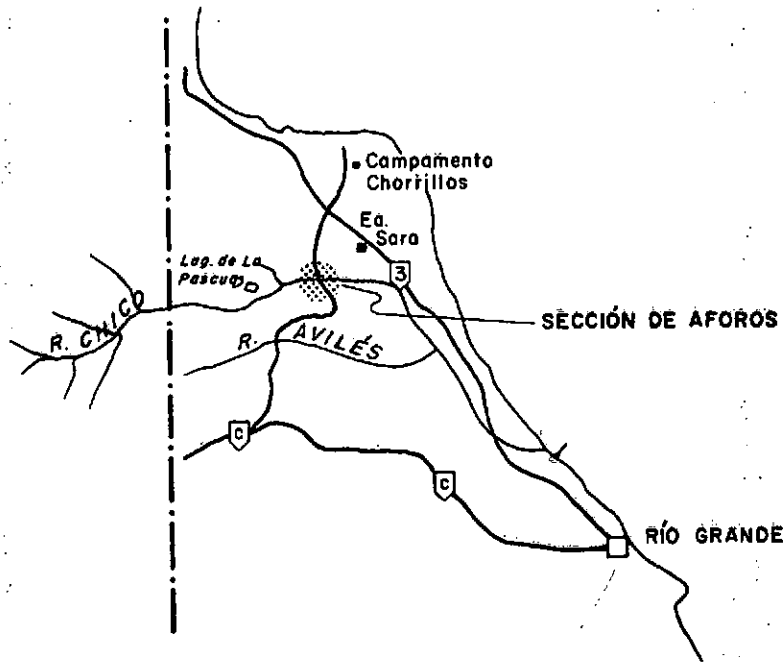 Campamento
Chorrillos
Ea.
Sara
Lag. de La
Pascua
3
R. CHICO
SECCIÓN DE AFOROS
R. AVILÉS
C
C
RÍO GRANDE